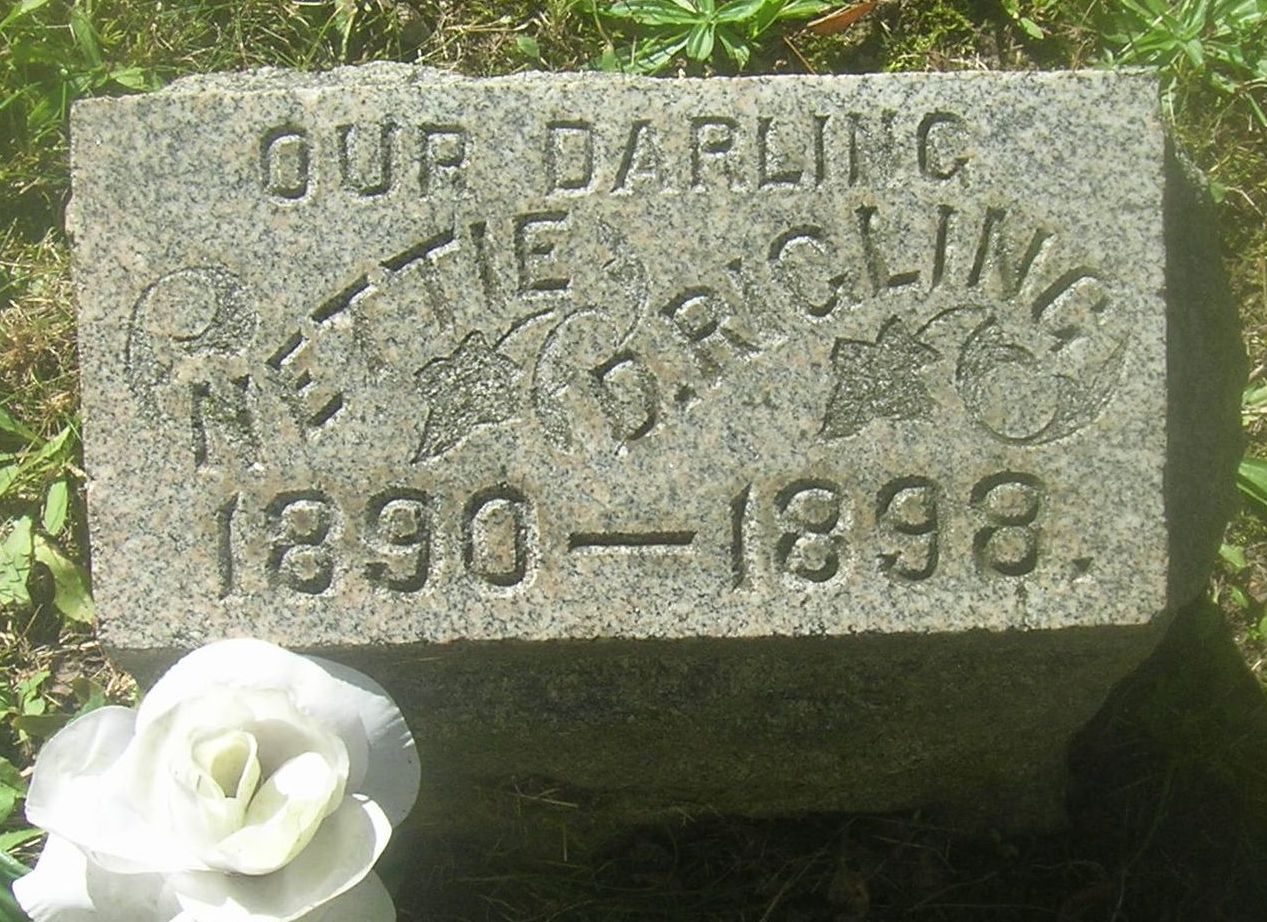 OUR DARLING
NETTIE D. RIGLING
1890—1898.